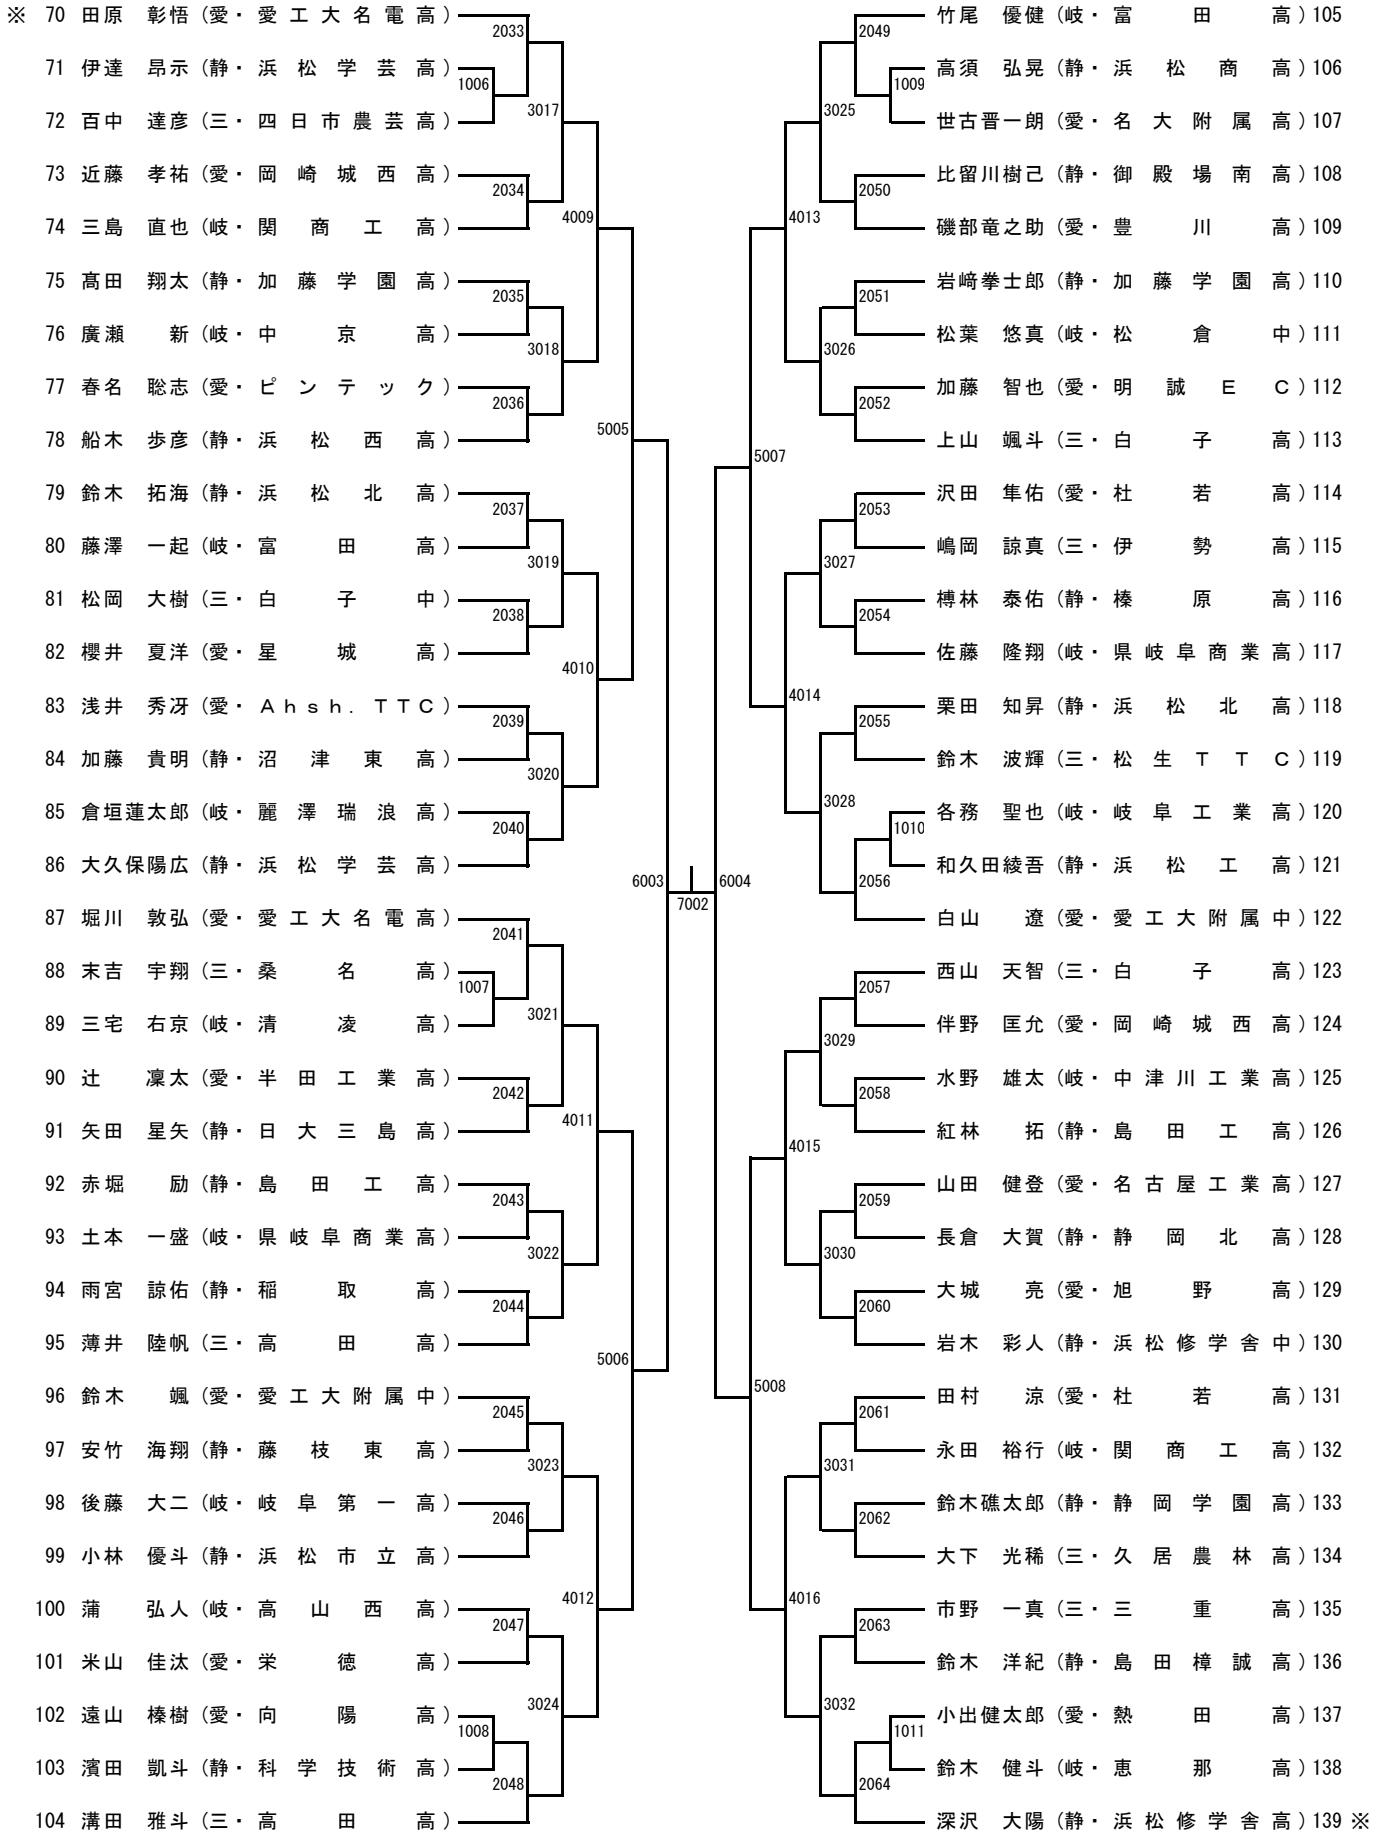 ※ 70 田原 彰悟 (愛・愛工大名電高)
71 伊達 昂示 (静・浜松学芸高)
72 百中 達彦 (三・四日市農芸高)
73 近藤 孝祐 (愛・岡崎城西高)
74 三島 直也 (岐・関商工高)
75 髙田 翔太 (静・加藤学園高)
76 廣瀬 新 (岐・中京高)
77 春名 聡志 (愛・ピンテック)
78 船木 歩彦 (静・浜松西高)
79 鈴木 拓海 (静・浜松北高)
80 藤澤 一起 (岐・富田高)
81 松岡 大樹 (三・白子中)
82 櫻井 夏洋 (愛・星城高)
83 浅井 秀冴 (愛・Ahsh.TTC)
84 加藤 貴明 (静・沼津東高)
85 倉垣蓮太郎 (岐・麗澤瑞浪高)
86 大久保陽広 (静・浜松学芸高)
87 堀川 敦弘 (愛・愛工大名電高)
88 末吉 宇翔 (三・桑名高)
89 三宅 右京 (岐・清凌高)
90 辻 凜太 (愛・半田工業高)
91 矢田 星矢 (静・日大三島高)
92 赤堀 励 (静・島田工高)
93 土本 一盛 (岐・県岐阜商業高)
94 雨宮 諒佑 (静・稲取高)
95 薄井 陸帆 (三・高田高)
96 鈴木 颯 (愛・愛工大附属中)
97 安竹 海翔 (静・藤枝東高)
98 後藤 大二 (岐・岐阜第一高)
99 小林 優斗 (静・浜松市立高)
100 蒲 弘人 (岐・高山西高)
101 米山 佳汰 (愛・栄徳高)
102 遠山 榛樹 (愛・向陽高)
103 濱田 凱斗 (静・科学技術高)
104 溝田 雅斗 (三・高田高)
2033
1006
3017
2034
4009
2035
3018
2036
5005
2037
3019
2038
4010
2039
3020
2040
6003
2041
1007
3021
2042
4011
2043
3022
2044
5006
2045
3023
2046
4012
2047
3024
1008
2048
7002
6004
2049
1009
3025
2050
4013
2051
3026
2052
5007
2053
3027
2054
4014
2055
3028
1010
2056
2057
3029
2058
4015
2059
3030
2060
5008
2061
3031
2062
4016
2063
3032
1011
2064
竹尾 優健 (岐・富田高) 105
高須 弘晃 (静・浜松商高) 106
世古晋一朗 (愛・名大附属高) 107
比留川樹己 (静・御殿場南高) 108
磯部竜之助 (愛・豊川高) 109
岩﨑拳士郎 (静・加藤学園高) 110
松葉 悠真 (岐・松倉中) 111
加藤 智也 (愛・明誠EC) 112
上山 颯斗 (三・白子高) 113
沢田 隼佑 (愛・杜若高) 114
嶋岡 諒真 (三・伊勢高) 115
榑林 泰佑 (静・榛原高) 116
佐藤 隆翔 (岐・県岐阜商業高) 117
栗田 知昇 (静・浜松北高) 118
鈴木 波輝 (三・松生TTC) 119
各務 聖也 (岐・岐阜工業高) 120
和久田綾吾 (静・浜松工高) 121
白山 遼 (愛・愛工大附属中) 122
西山 天智 (三・白子高) 123
伴野 匡允 (愛・岡崎城西高) 124
水野 雄太 (岐・中津川工業高) 125
紅林 拓 (静・島田工高) 126
山田 健登 (愛・名古屋工業高) 127
長倉 大賀 (静・静岡北高) 128
大城 亮 (愛・旭野高) 129
岩木 彩人 (静・浜松修学舎中) 130
田村 涼 (愛・杜若高) 131
永田 裕行 (岐・関商工高) 132
鈴木礁太郎 (静・静岡学園高) 133
大下 光稀 (三・久居農林高) 134
市野 一真 (三・三重高) 135
鈴木 洋紀 (静・島田樟誠高) 136
小出健太郎 (愛・熱田高) 137
鈴木 健斗 (岐・恵那高) 138
深沢 大陽 (静・浜松修学舎高) 139 ※